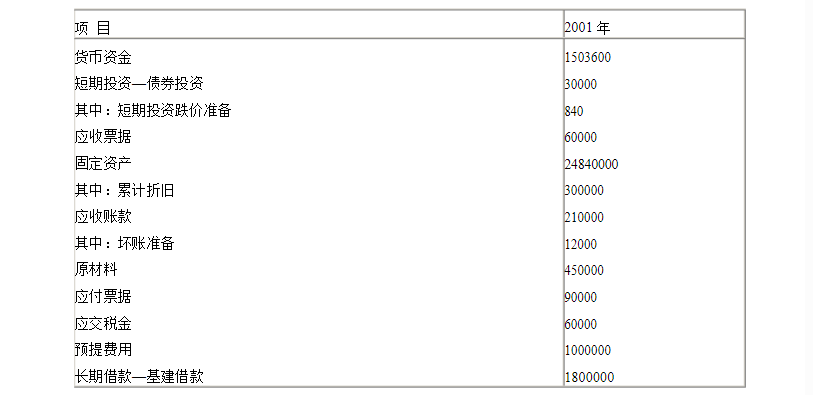 项 目 2001 年
货币资金 1503600
短期投资—债券投资 30000
其中：短期投资跌价准备 840
应收票据 60000
固定资产 24840000
其中：累计折旧 300000
应收账款 210000
其中：坏账准备 12000
原材料 450000
应付票据 90000
应交税金 60000
预提费用 1000000
长期借款—基建借款 1800000